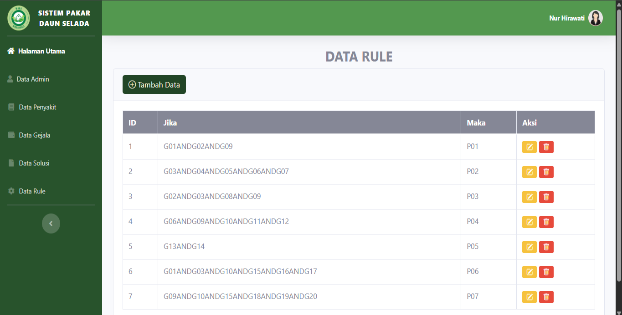 SISTEM PAKAR
DAUN SELADA
Nur Hirawati
Halaman Utama
Data Admin
Data Penyakit
Data Gejala
Data Solusi
Data Rule
DATA RULE
Tambah Data
ID Jika Maka Aksi
1 G01ANDG02ANDG09 P01
2 G03ANDG04ANDG05ANDG06ANDG07 P02
3 G02ANDG03ANDG08ANDG09 P03
4 G06ANDG09ANDG10ANDG11ANDG12 P04
5 G13ANDG14 P05
6 G01ANDG03ANDG10ANDG15ANDG16ANDG17 P06
7 G09ANDG10ANDG15ANDG18ANDG19ANDG20 P07